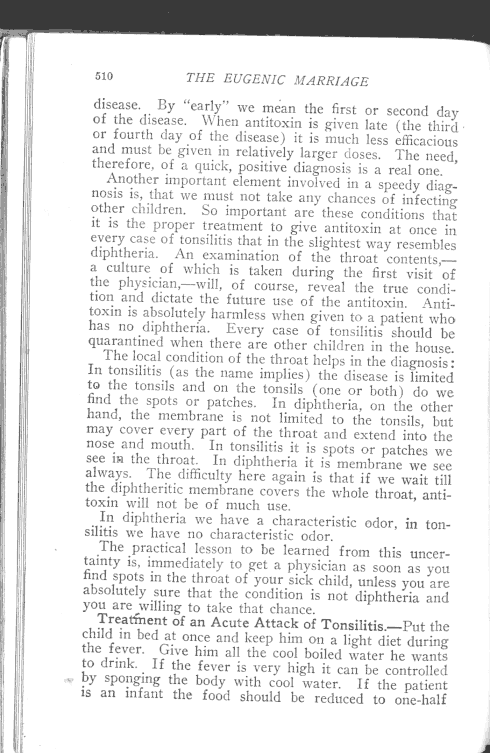 510 THE EUGENIC MARRIAGE
disease. By "early" we mean the first or second day
of the disease. When antitoxin is given late (the third
or fourth day of the disease) it is much less efficacious
and must be given in relatively larger doses. The need,
therefore, of a quick, positive diagnosis is a real one.
Another important element involved in a speedy diag-
nosis is, that we must not take any chances of infecting
other children. So important are these conditions that
it is the proper treatment to give antitoxin at once in
every case of tonsilitis that in the slightest way resembles
diphtheria. An examination of the throat contents,—
a culture of which is taken during the first visit of
the physician,—will, of course, reveal the true condi-
tion and dictate the future use of the antitoxin. Anti-
toxin is absolutely harmless when given to a patient who
has no diphtheria. Every case of tonsilitis should be
quarantined when there are other children in the house.
The local condition of the throat helps in the diagnosis:
In tonsilitis (as the name implies) the disease is limited
to the tonsils and on the tonsils (one or both) do we
find the spots or patches. In diphtheria, on the other
hand, the membrane is not limited to the tonsils, but
may cover every part of the throat and extend into the
nose and mouth. In tonsilitis it is spots or patches we
see in the throat. In diphtheria it is membrane we see
always. The difficulty here again is that if we wait till
the diphtheritic membrane covers the whole throat, anti-
toxin will not be of much use.
In diphtheria we have a characteristic odor, in ton-
silitis we have no characteristic odor.
The practical lesson to be learned from this uncer-
tainty is, immediately to get a physician as soon as you
find spots in the throat of your sick child, unless you are
absolutely sure that the condition is not diphtheria and
you are willing to take that chance.
Treatment of an Acute Attack of Tonsilitis.—Put the
child in bed at once and keep him on a light diet during
the fever. Give him all the cool boiled water he wants
to drink. If the fever is very high it can be controlled
by sponging the body with cool water. If the patient
is an infant the food should be reduced to one-half